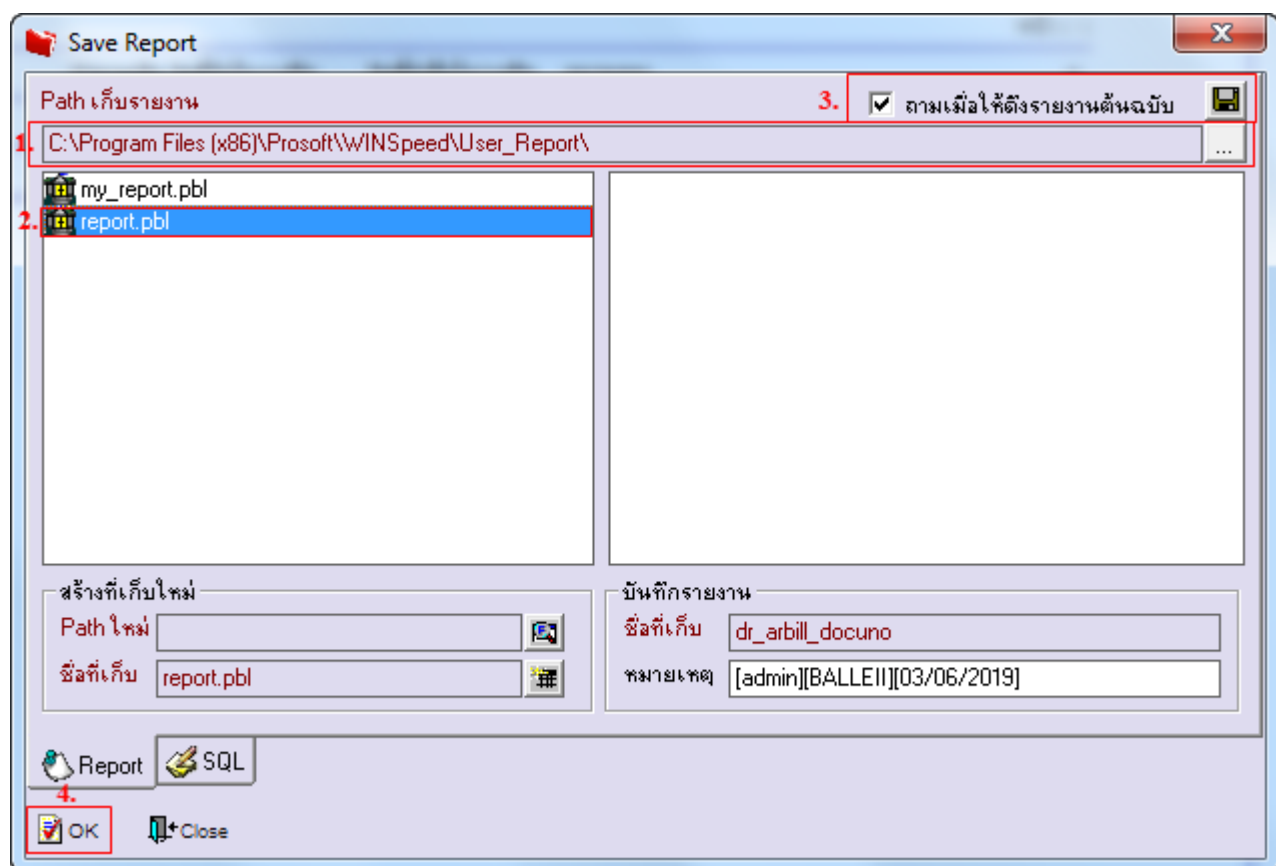 Save Report
Path เก็บรายงาน
3.
ถามเมื่อให้ดึงรายงานต้นฉบับ
1.
C:\Program Files (x86)\Prosoft\WINSpeed\User_Report\
...
my_report.pbl
2.
report.pbl
สร้างที่เก็บใหม่
Path ใหม่
ชื่อที่เก็บ
report.pbl
บันทึกรายงาน
ชื่อที่เก็บ
dr_arbill_docuno
หมายเหตุ
[admin][BALLEII][03/06/2019]
Report
SQL
4.
OK
Close